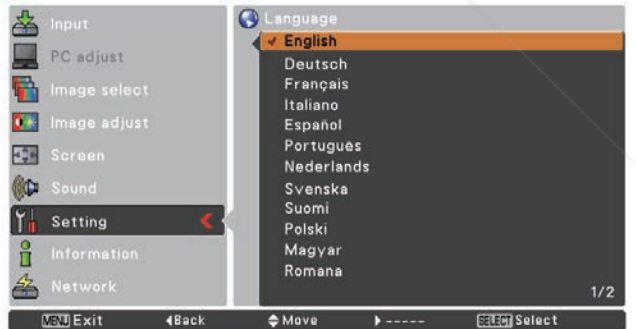 Input
PC adjust
Image select
Image adjust
Screen
Sound
Setting
Information
Network
Language
English
Deutsch
Français
Italiano
Español
Português
Nederlands
Svenska
Suomi
Polski
Magyar
Romana
1/2
MENU Exit
Back
Move
-----
SELECT Select